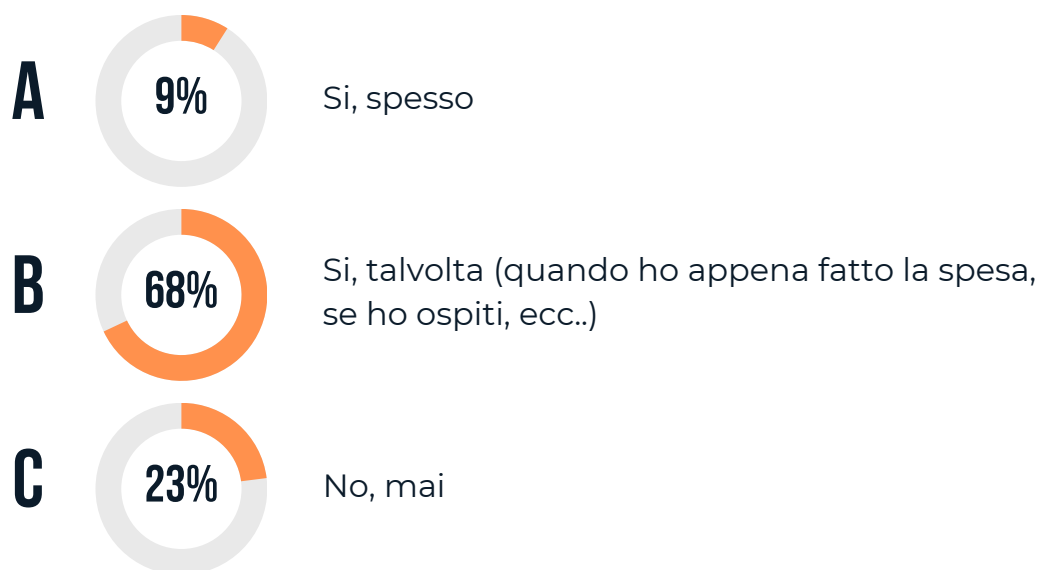 A
9%
Si, spesso
B
68%
Si, talvolta (quando ho appena fatto la spesa,
se ho ospiti, ecc..)
C
23%
No, mai